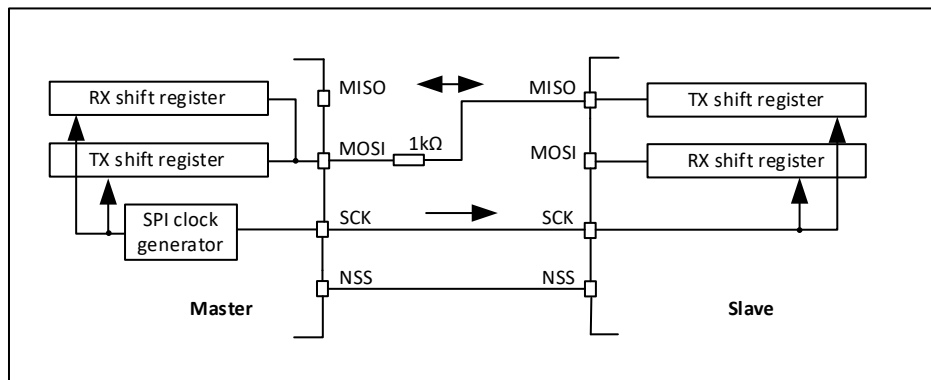 RX shift register
MISO
MISO
TX shift register
TX shift register
MOSI
1kΩ
MOSI
RX shift register
SPI clock
generator
SCK
SCK
NSS
NSS
Master
Slave